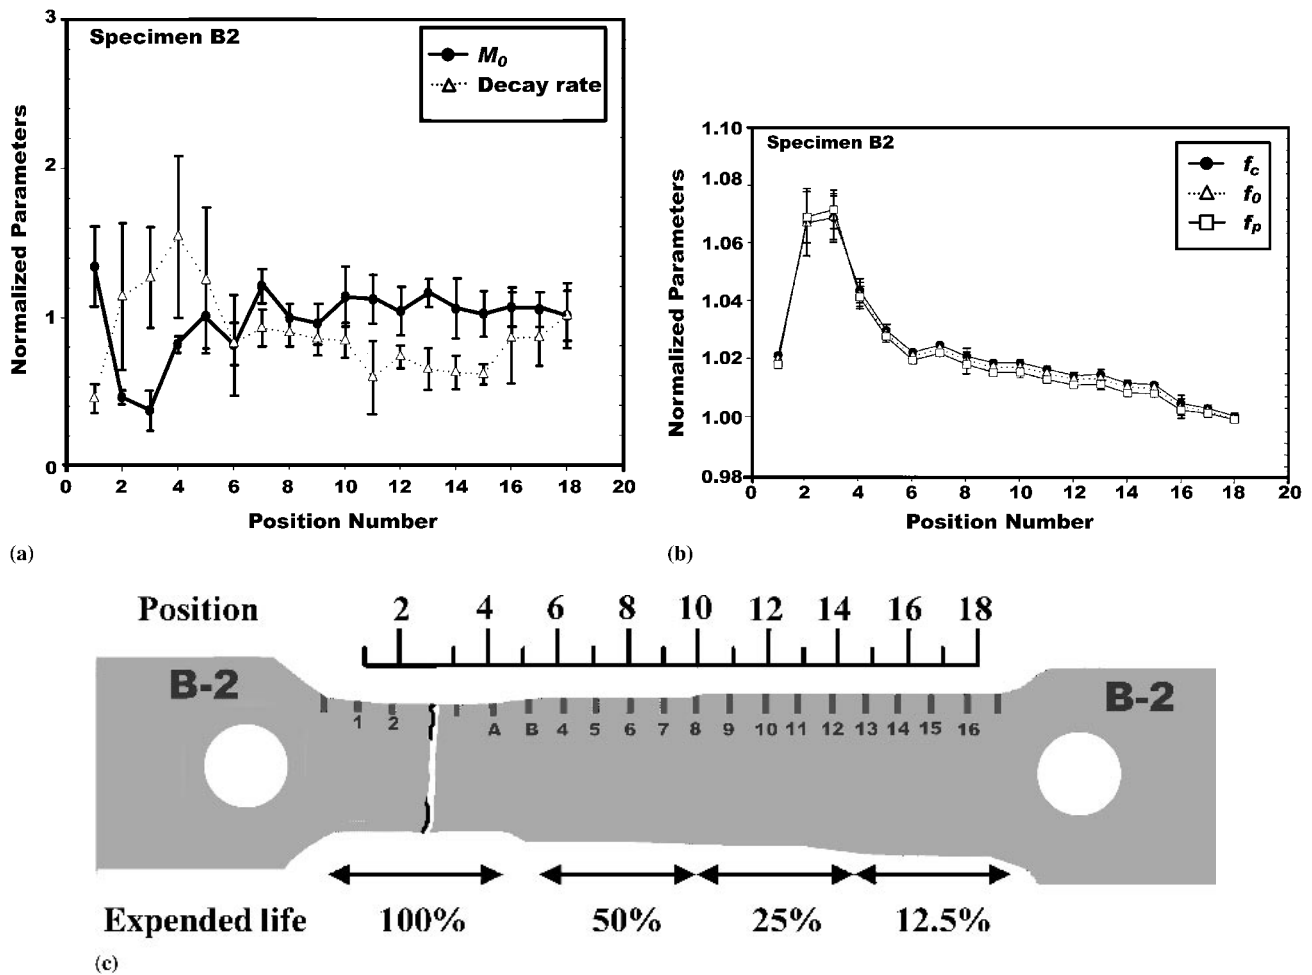 Specimen B2
M0
Decay rate
3
2
1
0
Normalized Parameters
0 2 4 6 8 10 12 14 16 18 20
Position Number
(a)
Specimen B2
fc
f0
fp
1.10
1.08
1.06
1.04
1.02
1.00
0.98
Normalized Parameters
0 2 4 6 8 10 12 14 16 18 20
Position Number
(b)
Position 2 4 6 8 10 12 14 16 18
B-2 B-2
1 2 A B 4 5 6 7 8 9 10 11 12 13 14 15 16
Expended life 100% 50% 25% 12.5%
(c)